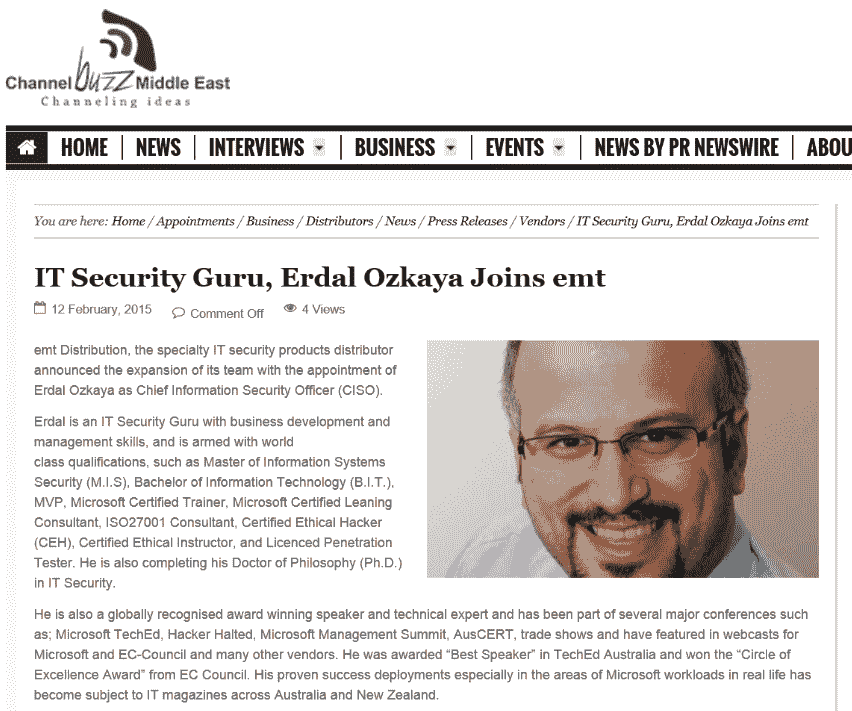 Channel buzz Middle East
Channeling ideas
HOME NEWS INTERVIEWS BUSINESS EVENTS NEWS BY PR NEWSWIRE ABOU
You are here: Home / Appointments / Business / Distributors / News / Press Releases / Vendors / IT Security Guru, Erdal Ozkaya Joins emt
IT Security Guru, Erdal Ozkaya Joins emt
12 February, 2015 Comment Off 4 Views
emt Distribution, the specialty IT security products distributor
announced the expansion of its team with the appointment of
Erdal Ozkaya as Chief Information Security Officer (CISO).
Erdal is an IT Security Guru with business development and
management skills, and is armed with world
class qualifications, such as Master of Information Systems
Security (M.I.S), Bachelor of Information Technology (B.I.T.),
MVP, Microsoft Certified Trainer, Microsoft Certified Leaning
Consultant, ISO27001 Consultant, Certified Ethical Hacker
(CEH), Certified Ethical Instructor, and Licenced Penetration
Tester. He is also completing his Doctor of Philosophy (Ph.D.)
in IT Security.
He is also a globally recognised award winning speaker and technical expert and has been part of several major conferences such
as; Microsoft TechEd, Hacker Halted, Microsoft Management Summit, AusCERT, trade shows and have featured in webcasts for
Microsoft and EC-Council and many other vendors. He was awarded “Best Speaker” in TechEd Australia and won the “Circle of
Excellence Award” from EC Council. His proven success deployments especially in the areas of Microsoft workloads in real life has
become subject to IT magazines across Australia and New Zealand.